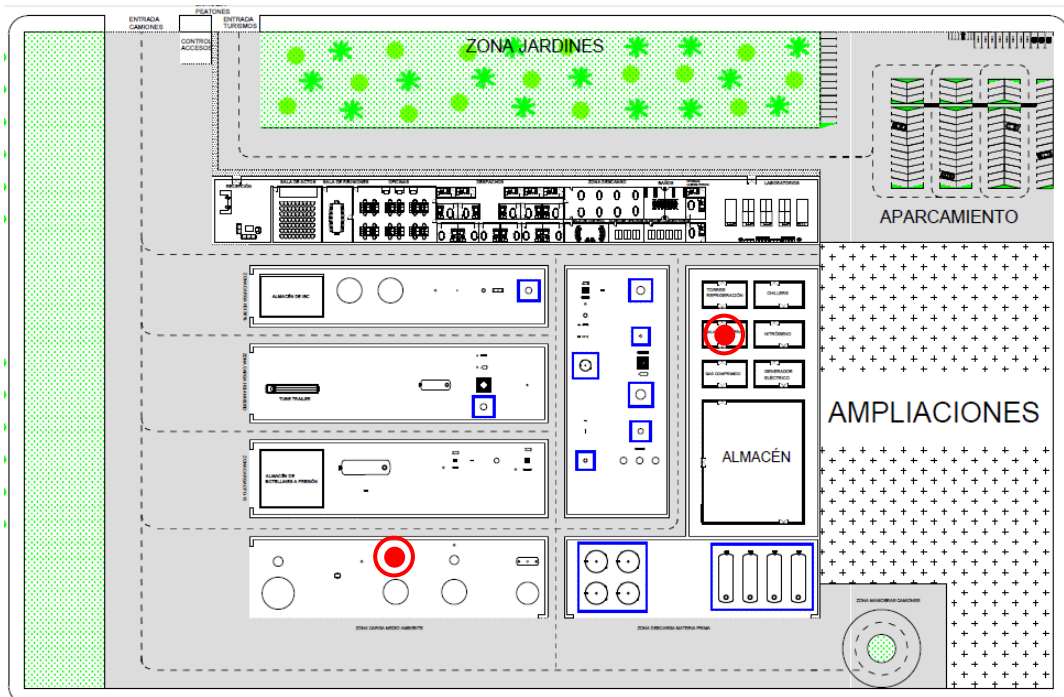 PEATONES
ENTRADA
CAMIONES
ENTRADA
TURISMOS
CONTROL
ACCESOS
ZONA JARDINES
RECEPCIÓN
SALA DE ACTOS
SALA DE REUNIONES
OFICINAS
DESPACHOS
ZONA DESCANSO
BAÑOS
LABORATORIOS
APARCAMIENTO
ALMACÉN DE IBC
TORRES
REFRIGERACIÓN
CHILLERS
NITRÓGENO
GAS COMPRIMIDO
GENERADOR
ELÉCTRICO
TUBE TRAILER
AMPLIACIONES
ALMACÉN
ALMACÉN DE
BOTELLINES A PRESIÓN
ZONA MANIOBRAS CAMIONES
ZONA CARGA MEDIO AMBIENTE
ZONA DESCARGA MATERIA PRIMA